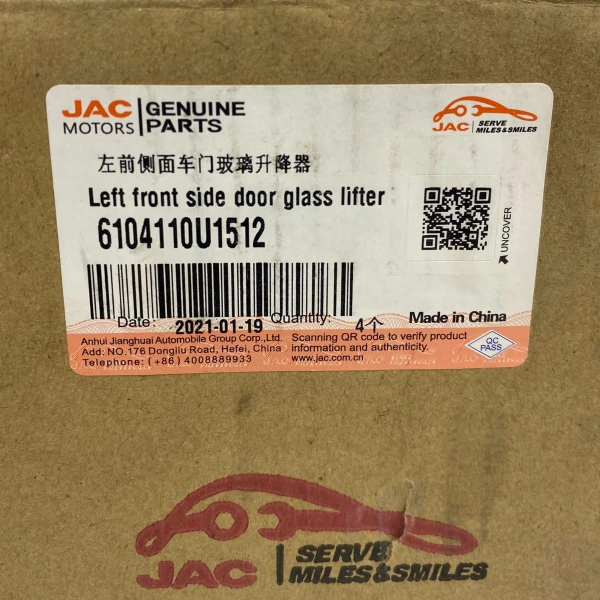 JAC MOTORS | GENUINE PARTS
JAC | SERVE MILES&SMILES
左前侧面车门玻璃升降器
Left front side door glass lifter
6104110U1512
UNCOVER
Date: 2021-01-19 Quantity: 4个 Made in China
Anhui Jianghuai Automobile Group Corp.,Ltd.
Add: NO.176 Dongliu Road, Hefei, China
Telephone: (+86) 4008889933
Scanning QR code to verify product
information and authenticity.
www.jac.com.cn
QC
PASS
JAC | SERVE
MILES&SMILES